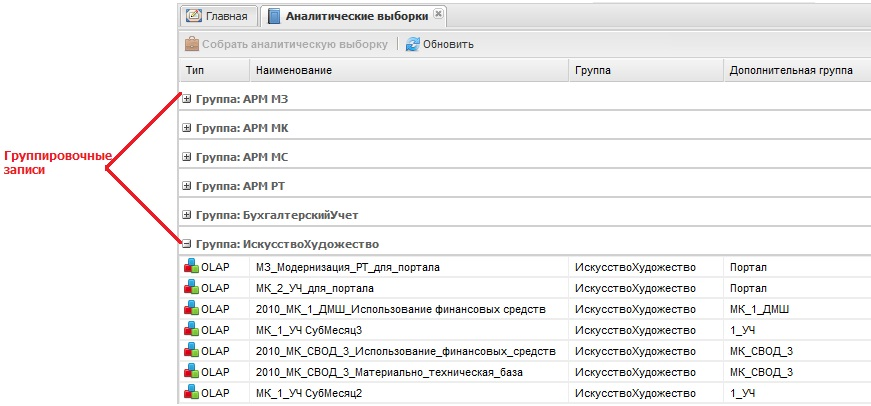 Главная Аналитические выборки
Собрать аналитическую выборку Обновить
Тип Наименование Группа Дополнительная группа
Группа: АРМ МЗ
Группа: АРМ МК
Группировочные
записи
Группа: АРМ МС
Группа: АРМ РТ
Группа: БухгалтерскийУчет
Группа: ИскусствоХудожество
OLAP МЗ_Модернизация_РТ_для_портала ИскусствоХудожество Портал
OLAP МК_2_УЧ_для_портала ИскусствоХудожество Портал
OLAP 2010_МК_1_ДМШ_Использование финансовых средств ИскусствоХудожество МК_1_ДМШ
OLAP МК_1_УЧ СубМесяц3 ИскусствоХудожество 1_УЧ
OLAP 2010_МК_СВОД_3_Использование_финансовых_средств ИскусствоХудожество МК_СВОД_3
OLAP 2010_МК_СВОД_3_Материально_техническая_база ИскусствоХудожество МК_СВОД_3
OLAP МК_1_УЧ СубМесяц2 ИскусствоХудожество 1_УЧ